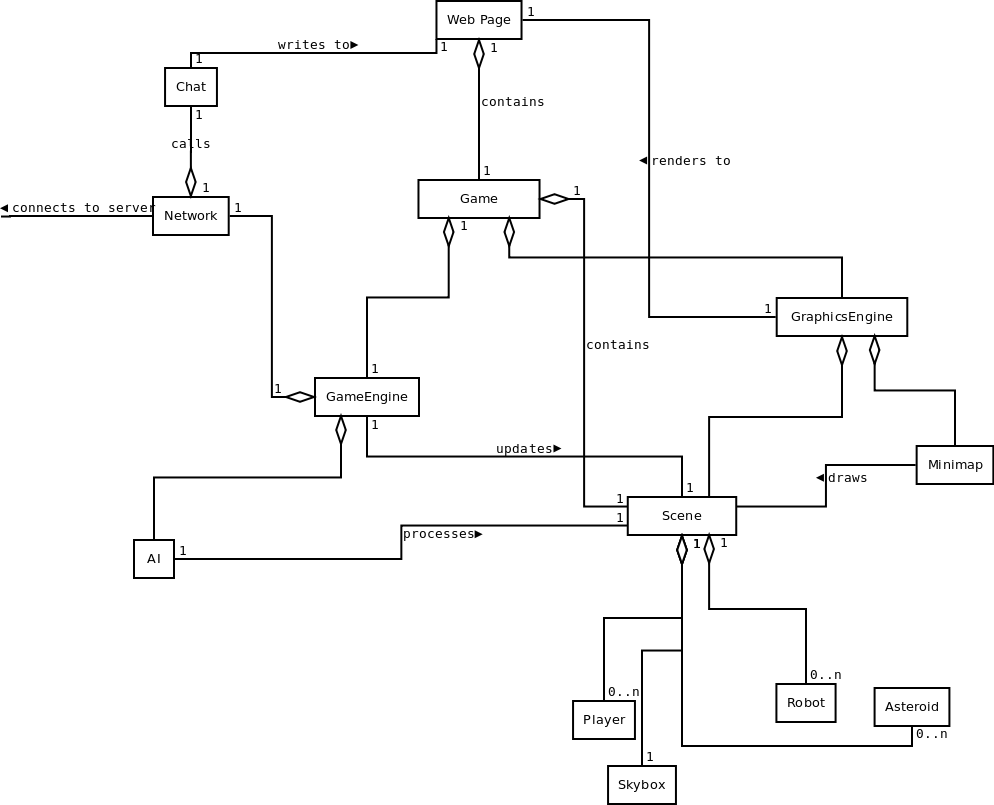 Web Page
1
writes to►
1
1
1
Chat
1
contains
calls
◄renders to
1
1
Game
1
1
◄connects to server
Network
1
1
1
GraphicsEngine
contains
1
1
GameEngine
1
updates►
Minimap
◄draws
1
1
Scene
1
processes►
AI
1
1
1
0..n
Robot
0..n
Player
Asteroid
0..n
1
Skybox